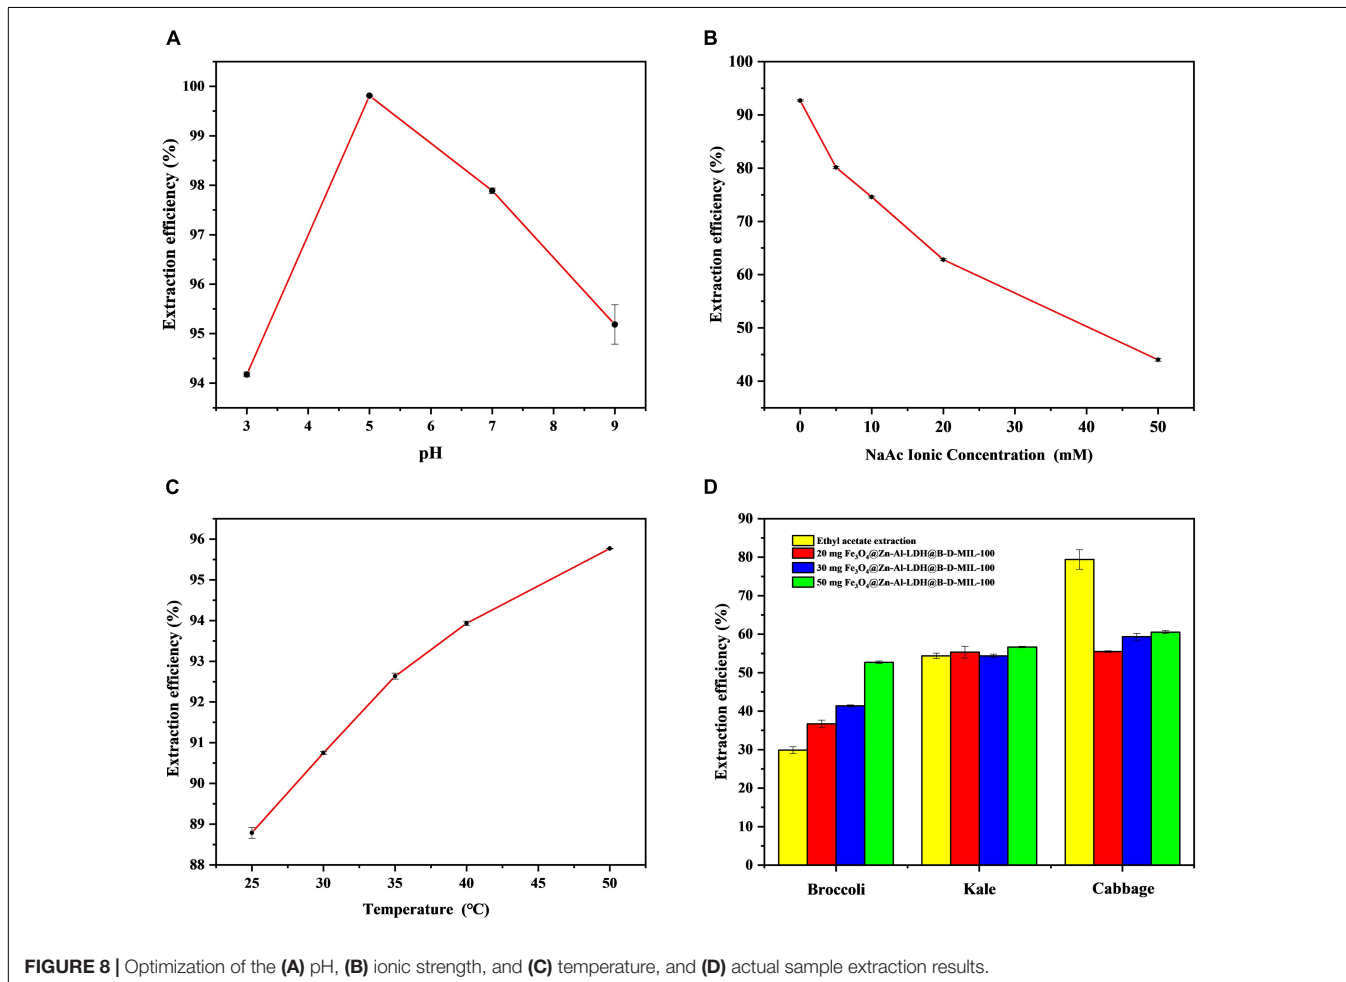 A
Extraction efficiency (%)
100
99
98
97
96
95
94
3 4 5 6 7 8 9
pH
B
Extraction efficiency (%)
100
90
80
70
60
50
40
0 10 20 30 40 50
NaAc Ionic Concentration (mM)
C
Extraction efficiency (%)
96
95
94
93
92
91
90
89
88
25 30 35 40 45 50
Temperature (°C)
D
Extraction efficiency (%)
90
80
70
60
50
40
30
20
10
0
Ethyl acetate extraction
20 mg Fe₃O₄@Zn-Al-LDH@B-D-MIL-100
30 mg Fe₃O₄@Zn-Al-LDH@B-D-MIL-100
50 mg Fe₃O₄@Zn-Al-LDH@B-D-MIL-100
Broccoli Kale Cabbage
FIGURE 8 | Optimization of the (A) pH, (B) ionic strength, and (C) temperature, and (D) actual sample extraction results.